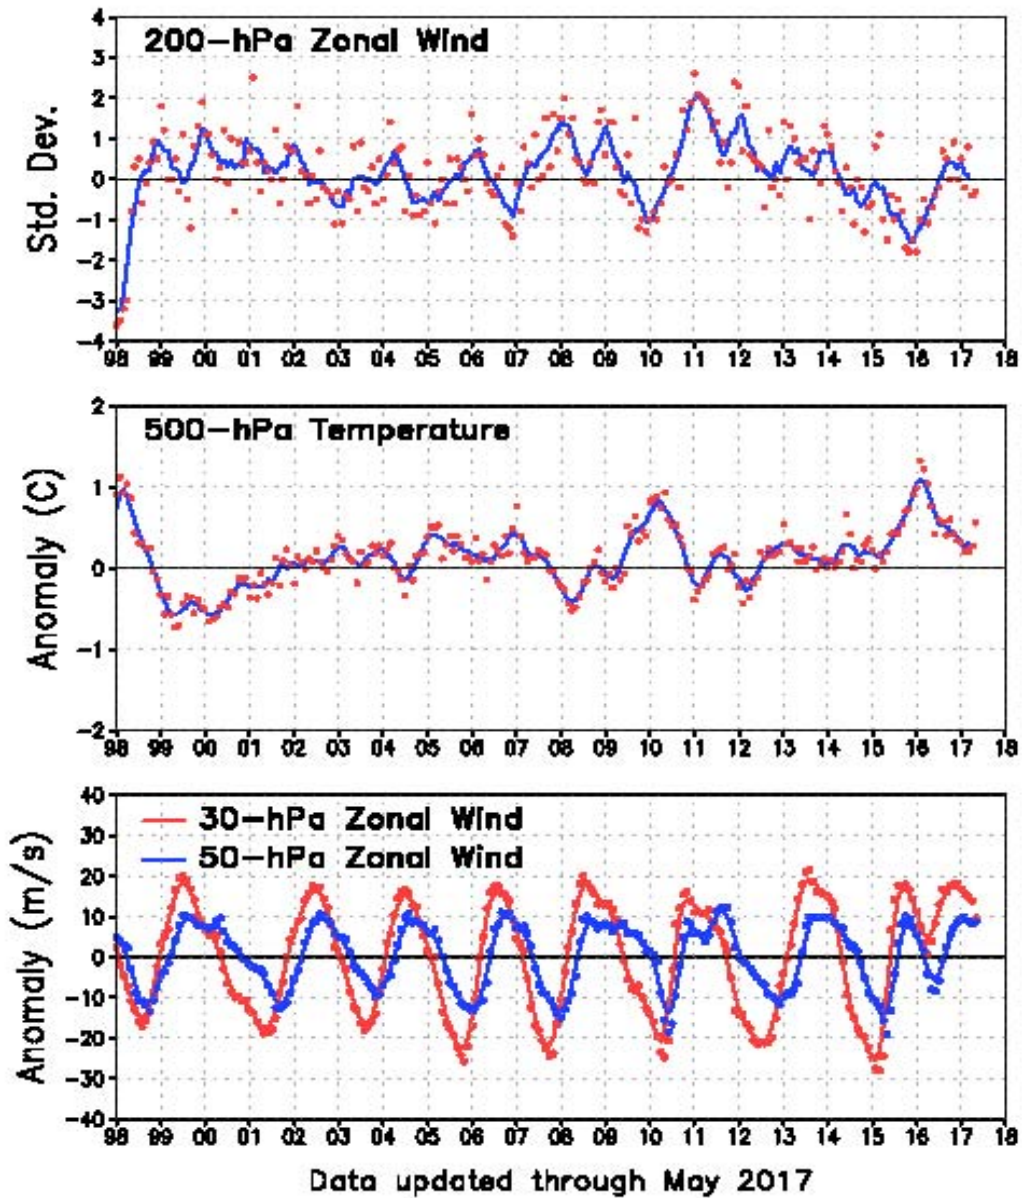 4
200-hPa Zonal Wind
3
2
1
0
-1
-2
-3
-4
Std. Dev.
98 99 00 01 02 03 04 05 06 07 08 09 10 11 12 13 14 15 16 17 18
2
500-hPa Temperature
1
0
-1
-2
Anomaly (C)
98 99 00 01 02 03 04 05 06 07 08 09 10 11 12 13 14 15 16 17 18
40
30-hPa Zonal Wind
30
50-hPa Zonal Wind
20
10
0
-10
-20
-30
-40
Anomaly (m/s)
98 99 00 01 02 03 04 05 06 07 08 09 10 11 12 13 14 15 16 17 18
Data updated through May 2017